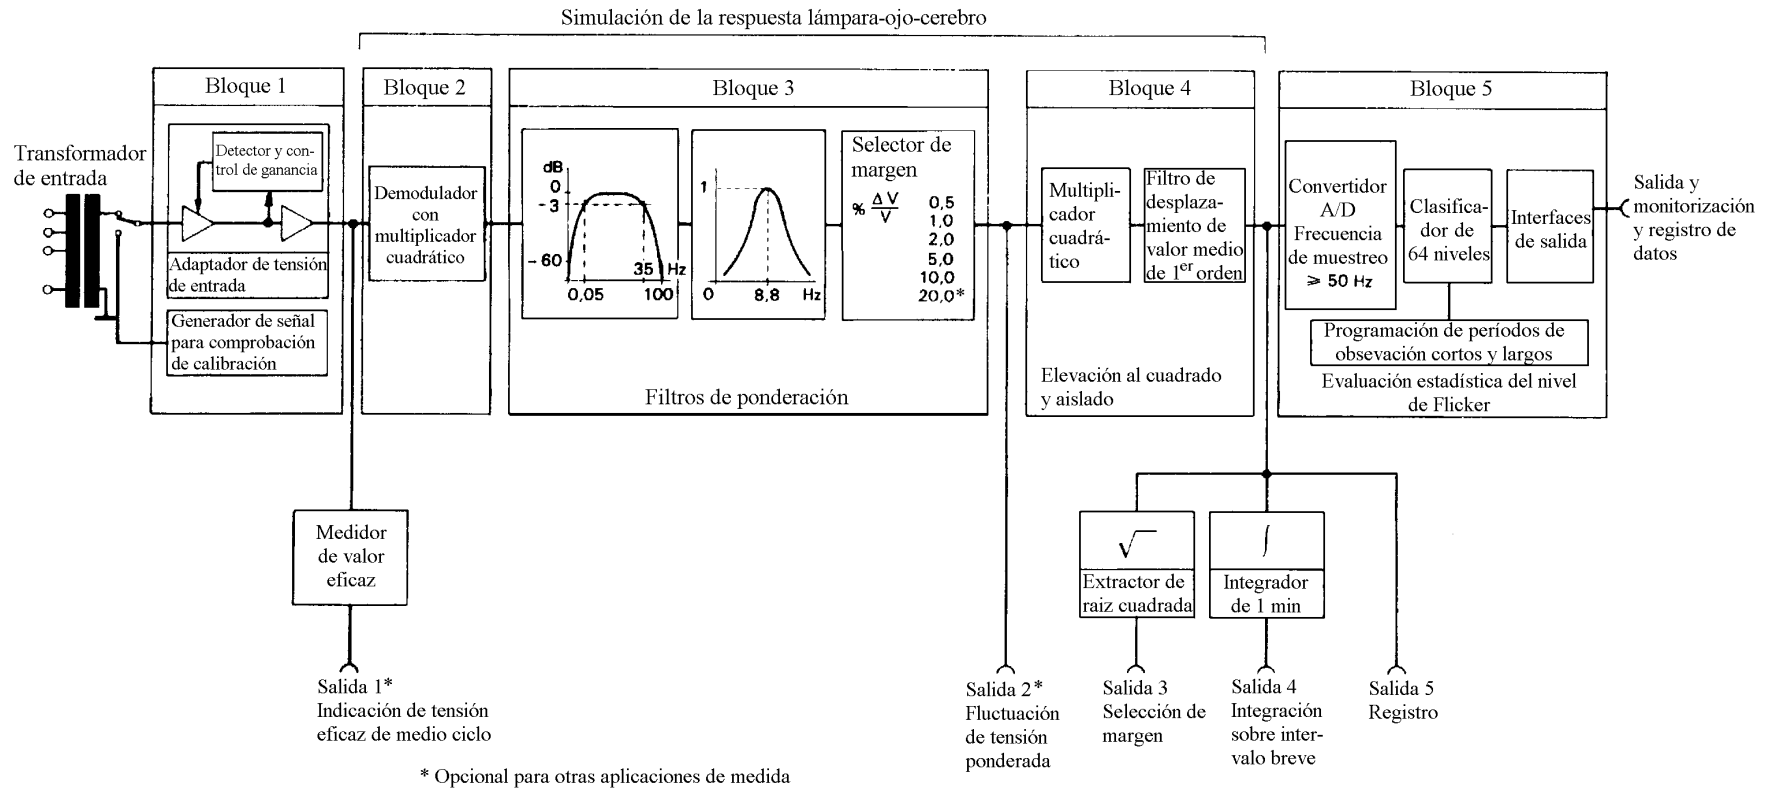 Simulación de la respuesta lámpara-ojo-cerebro
Transformador
de entrada
Bloque 1
Detector y con-
trol de ganancia
Adaptador de tensión
de entrada
Generador de señal
para comprobación
de calibración
Bloque 2
Demodulador
con
multiplicador
cuadrático
Bloque 3
dB
0
-3
-60
0,05
35
Hz
100
1
0
8,8
Hz
Selector de
margen
% ΔV/V
0,5
1,0
2,0
5,0
10,0
20,0*
Filtros de ponderación
Bloque 4
Multipli-
cador
cuadrá-
tico
Filtro de
desplaza-
miento de
valor medio
de 1er orden
Elevación al cuadrado
y aislado
Bloque 5
Convertidor
A/D
Frecuencia
de muestreo
⩾ 50 Hz
Clasifica-
dor de
64 niveles
Interfaces
de salida
Programación de períodos de
obsevación cortos y largos
Evaluación estadística del nivel
de Flicker
Salida y
monitorización
y registro de
datos
Medidor
de valor
eficaz
√
Extractor de
raiz cuadrada
∫
Integrador
de 1 min
Salida 1*
Indicación de tensión
eficaz de medio ciclo
Salida 2*
Fluctuación
de tensión
ponderada
Salida 3
Selección de
margen
Salida 4
Integración
sobre inter-
valo breve
Salida 5
Registro
* Opcional para otras aplicaciones de medida